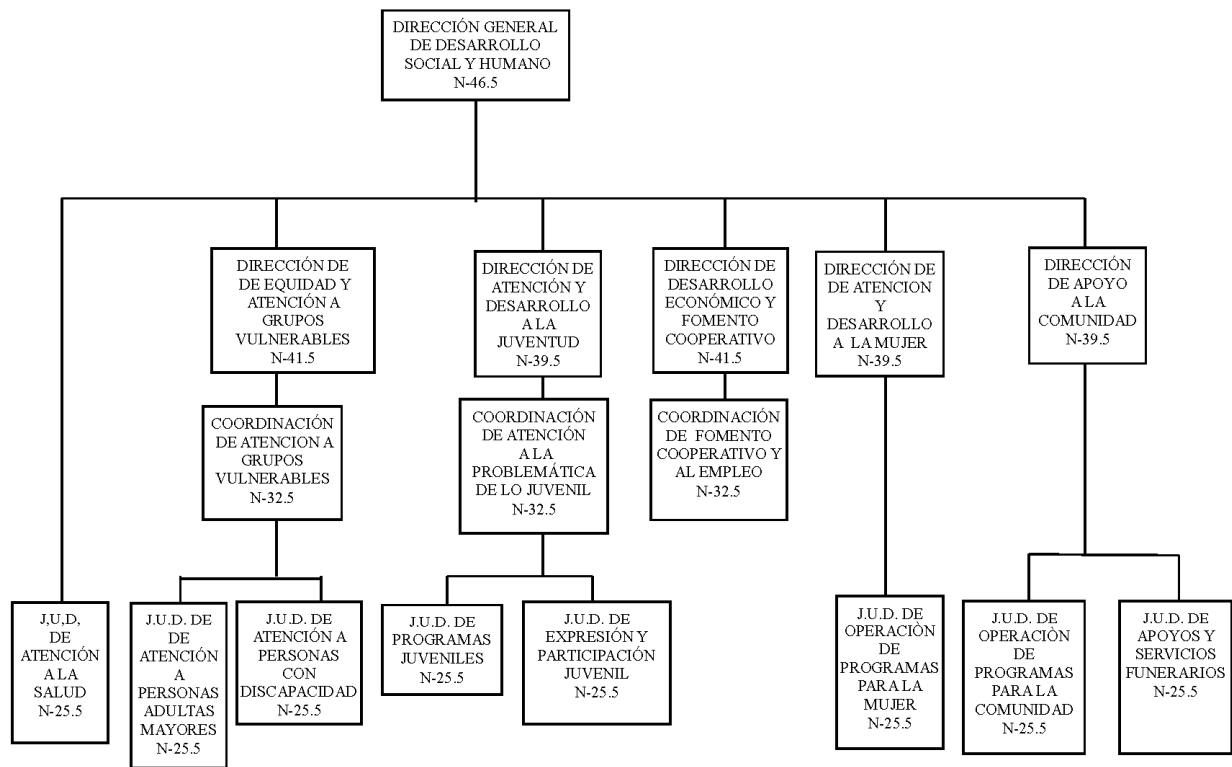 DIRECCIÓN GENERAL
DE DESARROLLO
SOCIAL Y HUMANO
N-46.5
DIRECCIÓN DE
DE EQUIDAD Y
ATENCIÓN A
GRUPOS
VULNERABLES
N-41.5
DIRECCIÓN DE
ATENCIÓN Y
DESARROLLO
A LA
JUVENTUD
N-39.5
DIRECCIÓN DE
DESARROLLO
ECONÓMICO Y
FOMENTO
COOPERATIVO
N-41.5
DIRECCIÓN DE
DE ATENCION
Y
DESARROLLO
A LA MUJER
N-39.5
DIRECCIÓN
DE APOYO
A LA
COMUNIDAD
N-39.5
COORDINACIÓN
DE ATENCION A
GRUPOS
VULNERABLES
N-32.5
COORDINACIÓN
DE ATENCIÓN
A LA
PROBLEMÁTICA
DE LO JUVENIL
N-32.5
COORDINACIÓN
DE FOMENTO
COOPERATIVO Y
AL EMPLEO
N-32.5
J,U,D,
DE
ATENCIÓN
A LA
SALUD
N-25.5
J.U.D. DE
DE
ATENCIÓN
A
PERSONAS
ADULTAS
MAYORES
N-25.5
J.U.D. DE
ATENCIÓN A
PERSONAS
CON
DISCAPACIDAD
N-25.5
J.U.D. DE
PROGRAMAS
JUVENILES
N-25.5
J.U.D. DE
EXPRESIÓN Y
PARTICIPACIÓN
JUVENIL
N-25.5
J.U.D. DE
OPERACIÒN
DE
PROGRAMAS
PARA LA
MUJER
N-25.5
J.U.D. DE
OPERACIÒN
DE
PROGRAMAS
PARA LA
COMUNIDAD
N-25.5
J.U.D. DE
APOYOS Y
SERVICIOS
FUNERARIOS
N-25.5